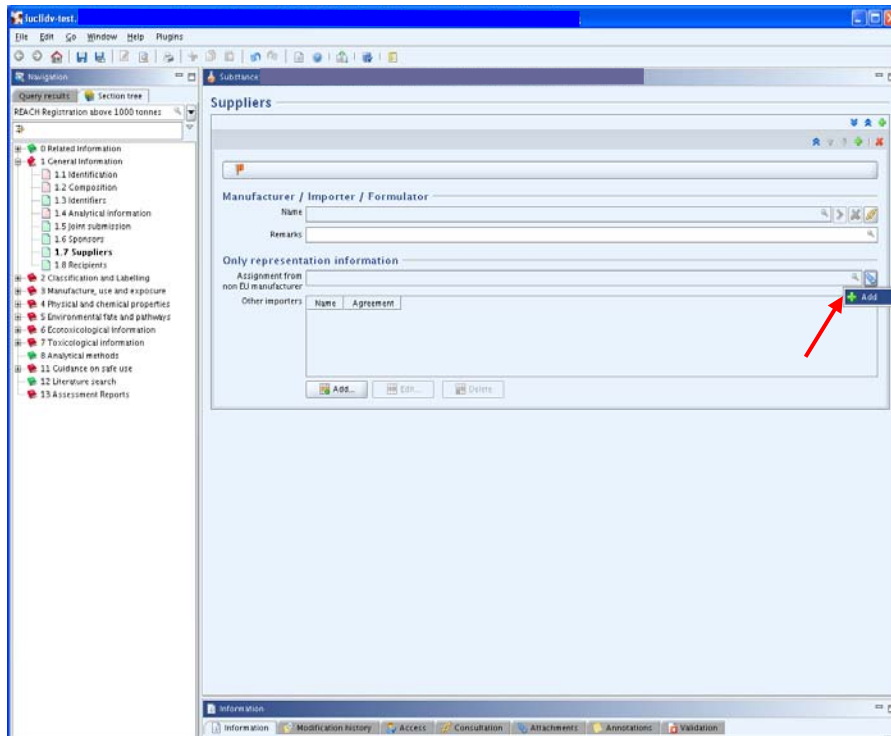 iuclidv-test.
File Edit Go Window Help Plugins
Navigation
Substance:
Query results Section tree
REACH Registration above 1000 tonnes
0 Related Information
1 General Information
1.1 Identification
1.2 Composition
1.3 Identifiers
1.4 Analytical information
1.5 Joint submission
1.6 Sponsors
1.7 Suppliers
1.8 Recipients
2 Classification and Labelling
3 Manufacture, use and exposure
4 Physical and chemical properties
5 Environmental fate and pathways
6 Ecotoxicological Information
7 Toxicological information
8 Analytical methods
11 Guidance on safe use
12 Literature search
13 Assessment Reports
Suppliers
Manufacturer / Importer / Formulator
Name
Remarks
Only representation information
Assignment from
non EU manufacturer
Add
Other importers
Name Agreement
Add... Edit... Delete
Information
Information Modification history Access Consultation Attachments Annotations Validation